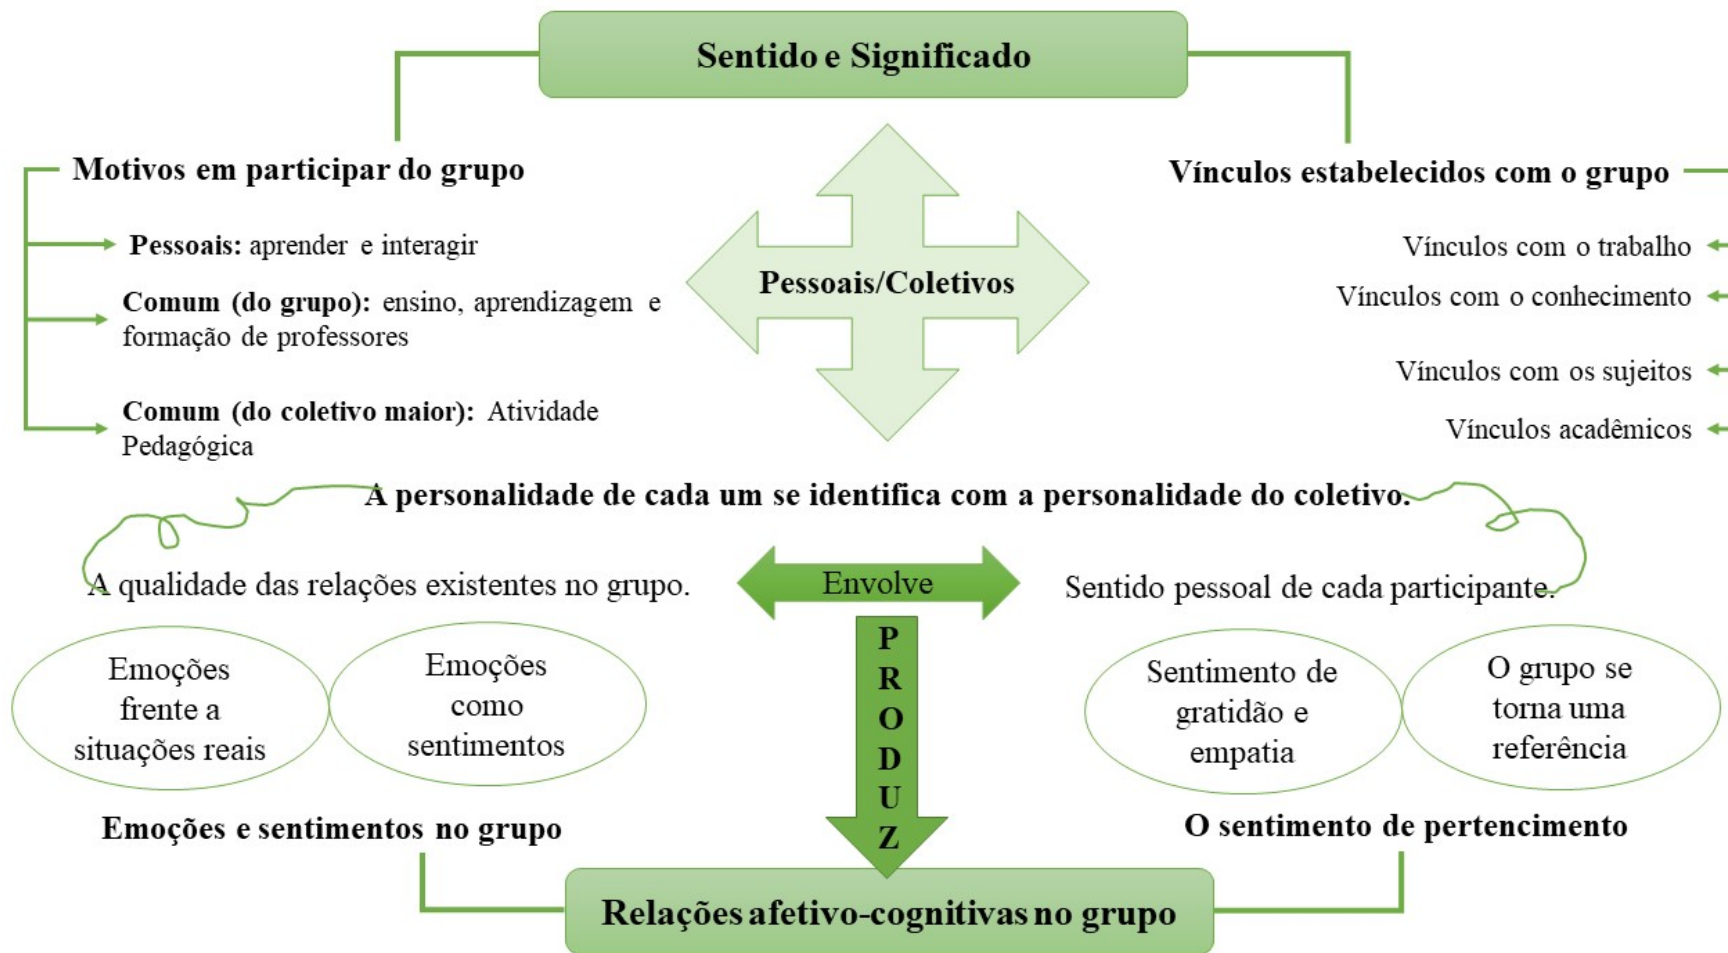 Sentido e Significado
Motivos em participar do grupo
Pessoais: aprender e interagir
Comum (do grupo): ensino, aprendizagem e
formação de professores
Comum (do coletivo maior): Atividade
Pedagógica
Pessoais/Coletivos
Vínculos estabelecidos com o grupo
Vínculos com o trabalho
Vínculos com o conhecimento
Vínculos com os sujeitos
Vínculos acadêmicos
A personalidade de cada um se identifica com a personalidade do coletivo.
A qualidade das relações existentes no grupo.
Envolve
Sentido pessoal de cada participante.
Emoções
frente a
situações reais
Emoções
como
sentimentos
P
R
O
D
U
Z
Sentimento de
gratidão e
empatia
O grupo se
torna uma
referência
Emoções e sentimentos no grupo
O sentimento de pertencimento
Relações afetivo-cognitivas no grupo